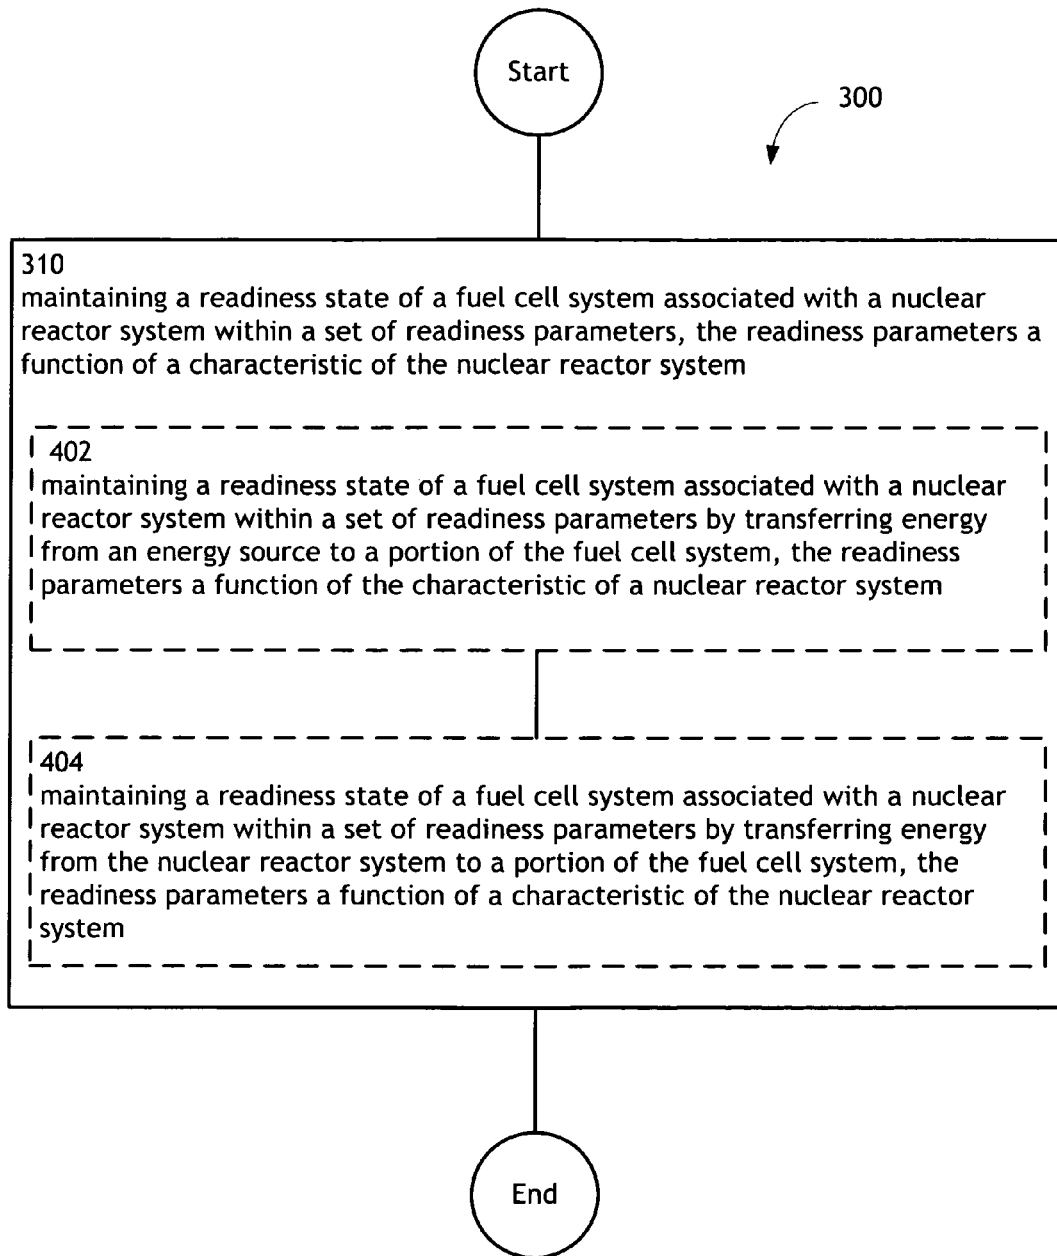 Start
300
310
maintaining a readiness state of a fuel cell system associated with a nuclear
reactor system within a set of readiness parameters, the readiness parameters a
function of a characteristic of the nuclear reactor system
402
maintaining a readiness state of a fuel cell system associated with a nuclear
reactor system within a set of readiness parameters by transferring energy
from an energy source to a portion of the fuel cell system, the readiness
parameters a function of the characteristic of a nuclear reactor system
404
maintaining a readiness state of a fuel cell system associated with a nuclear
reactor system within a set of readiness parameters by transferring energy
from the nuclear reactor system to a portion of the fuel cell system, the
readiness parameters a function of a characteristic of the nuclear reactor
system
End